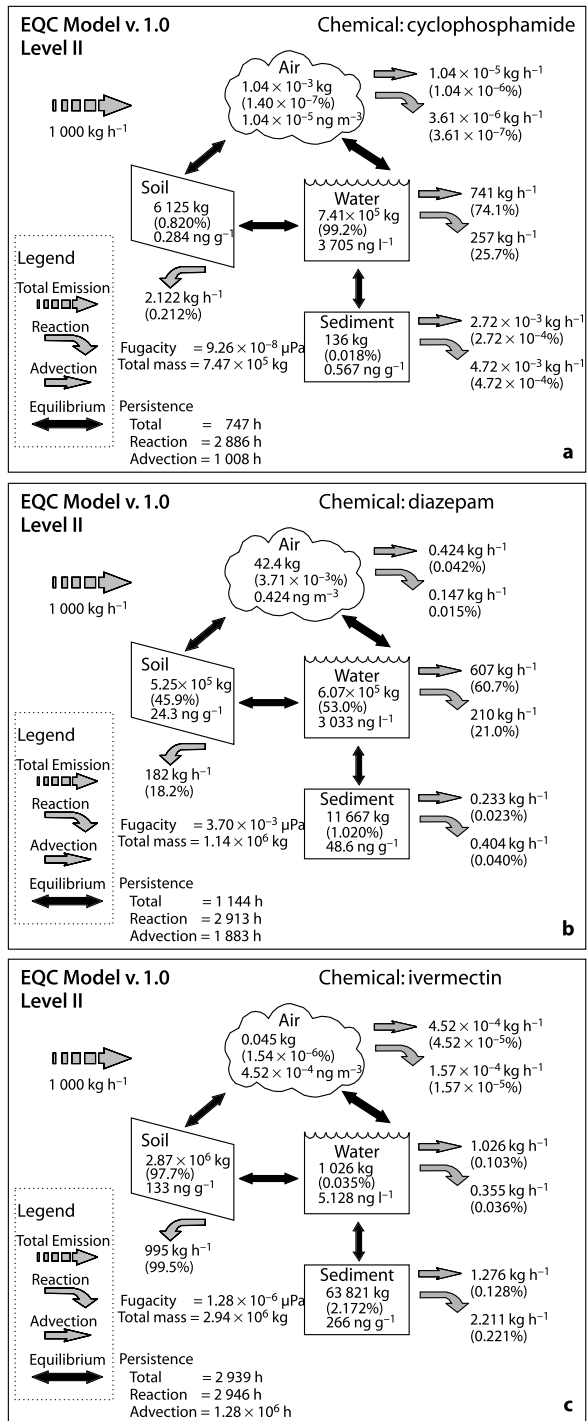 EQC Model v. 1.0
Level II
Chemical: cyclophosphamide
1 000 kg h⁻¹
Air
1.04 × 10⁻³ kg
(1.40 × 10⁻⁷%)
1.04 × 10⁻⁵ ng m⁻³
1.04 × 10⁻⁵ kg h⁻¹
(1.04 × 10⁻⁶%)
3.61 × 10⁻⁶ kg h⁻¹
(3.61 × 10⁻⁷%)
Soil
6 125 kg
(0.820%)
0.284 ng g⁻¹
2.122 kg h⁻¹
(0.212%)
Water
7.41 × 10⁵ kg
(99.2%)
3 705 ng l⁻¹
741 kg h⁻¹
(74.1%)
257 kg h⁻¹
(25.7%)
Sediment
136 kg
(0.018%)
0.567 ng g⁻¹
2.72 × 10⁻³ kg h⁻¹
(2.72 × 10⁻⁴%)
4.72 × 10⁻³ kg h⁻¹
(4.72 × 10⁻⁴%)
Legend
Total Emission
Reaction
Advection
Equilibrium
Fugacity = 9.26 × 10⁻⁸ µPa
Total mass = 7.47 × 10⁵ kg
Persistence
Total = 747 h
Reaction = 2 886 h
Advection = 1 008 h
a
EQC Model v. 1.0
Level II
Chemical: diazepam
1 000 kg h⁻¹
Air
42.4 kg
(3.71 × 10⁻³%)
0.424 ng m⁻³
0.424 kg h⁻¹
(0.042%)
0.147 kg h⁻¹
0.015%)
Soil
5.25× 10⁵ kg
(45.9%)
24.3 ng g⁻¹
182 kg h⁻¹
(18.2%)
Water
6.07× 10⁵ kg
(53.0%)
3 033 ng l⁻¹
607 kg h⁻¹
(60.7%)
210 kg h⁻¹
(21.0%)
Sediment
11 667 kg
(1.020%)
48.6 ng g⁻¹
0.233 kg h⁻¹
(0.023%)
0.404 kg h⁻¹
(0.040%)
Legend
Total Emission
Reaction
Advection
Equilibrium
Fugacity = 3.70 × 10⁻³ µPa
Total mass = 1.14 × 10⁶ kg
Persistence
Total = 1 144 h
Reaction = 2 913 h
Advection = 1 883 h
b
EQC Model v. 1.0
Level II
Chemical: ivermectin
1 000 kg h⁻¹
Air
0.045 kg
(1.54 × 10⁻⁶%)
4.52 × 10⁻⁴ ng m⁻³
4.52 × 10⁻⁴ kg h⁻¹
(4.52 × 10⁻⁵%)
1.57 × 10⁻⁴ kg h⁻¹
(1.57 × 10⁻⁵%)
Soil
2.87 × 10⁶ kg
(97.7%)
133 ng g⁻¹
995 kg h⁻¹
(99.5%)
Water
1 026 kg
(0.035%)
5.128 ng l⁻¹
1.026 kg h⁻¹
(0.103%)
0.355 kg h⁻¹
(0.036%)
Sediment
63 821 kg
(2.172%)
266 ng g⁻¹
1.276 kg h⁻¹
(0.128%)
2.211 kg h⁻¹
(0.221%)
Legend
Total Emission
Reaction
Advection
Equilibrium
Fugacity = 1.28 × 10⁻⁶ µPa
Total mass = 2.94 × 10⁶ kg
Persistence
Total = 2 939 h
Reaction = 2 946 h
Advection = 1.28 × 10⁶ h
c